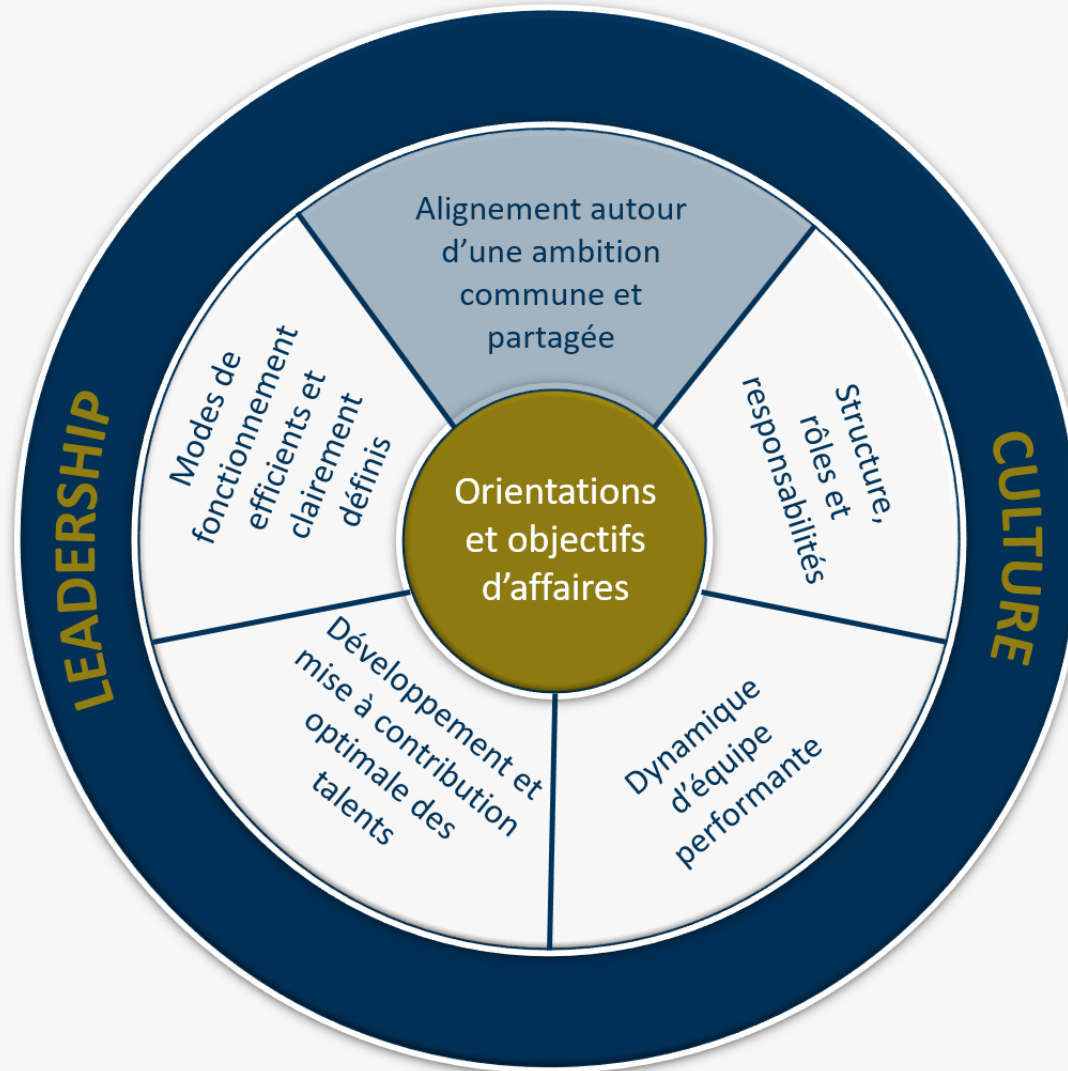 Alignement autour
d’une ambition
commune et
partagée
Structure,
rôles et
responsabilités
Dynamique
d’équipe
performante
Développement et
mise à contribution
optimale des
talents
Modes de
fonctionnement
efficients et
clairement
définis
Orientations
et objectifs
d’affaires
LEADERSHIP
CULTURE